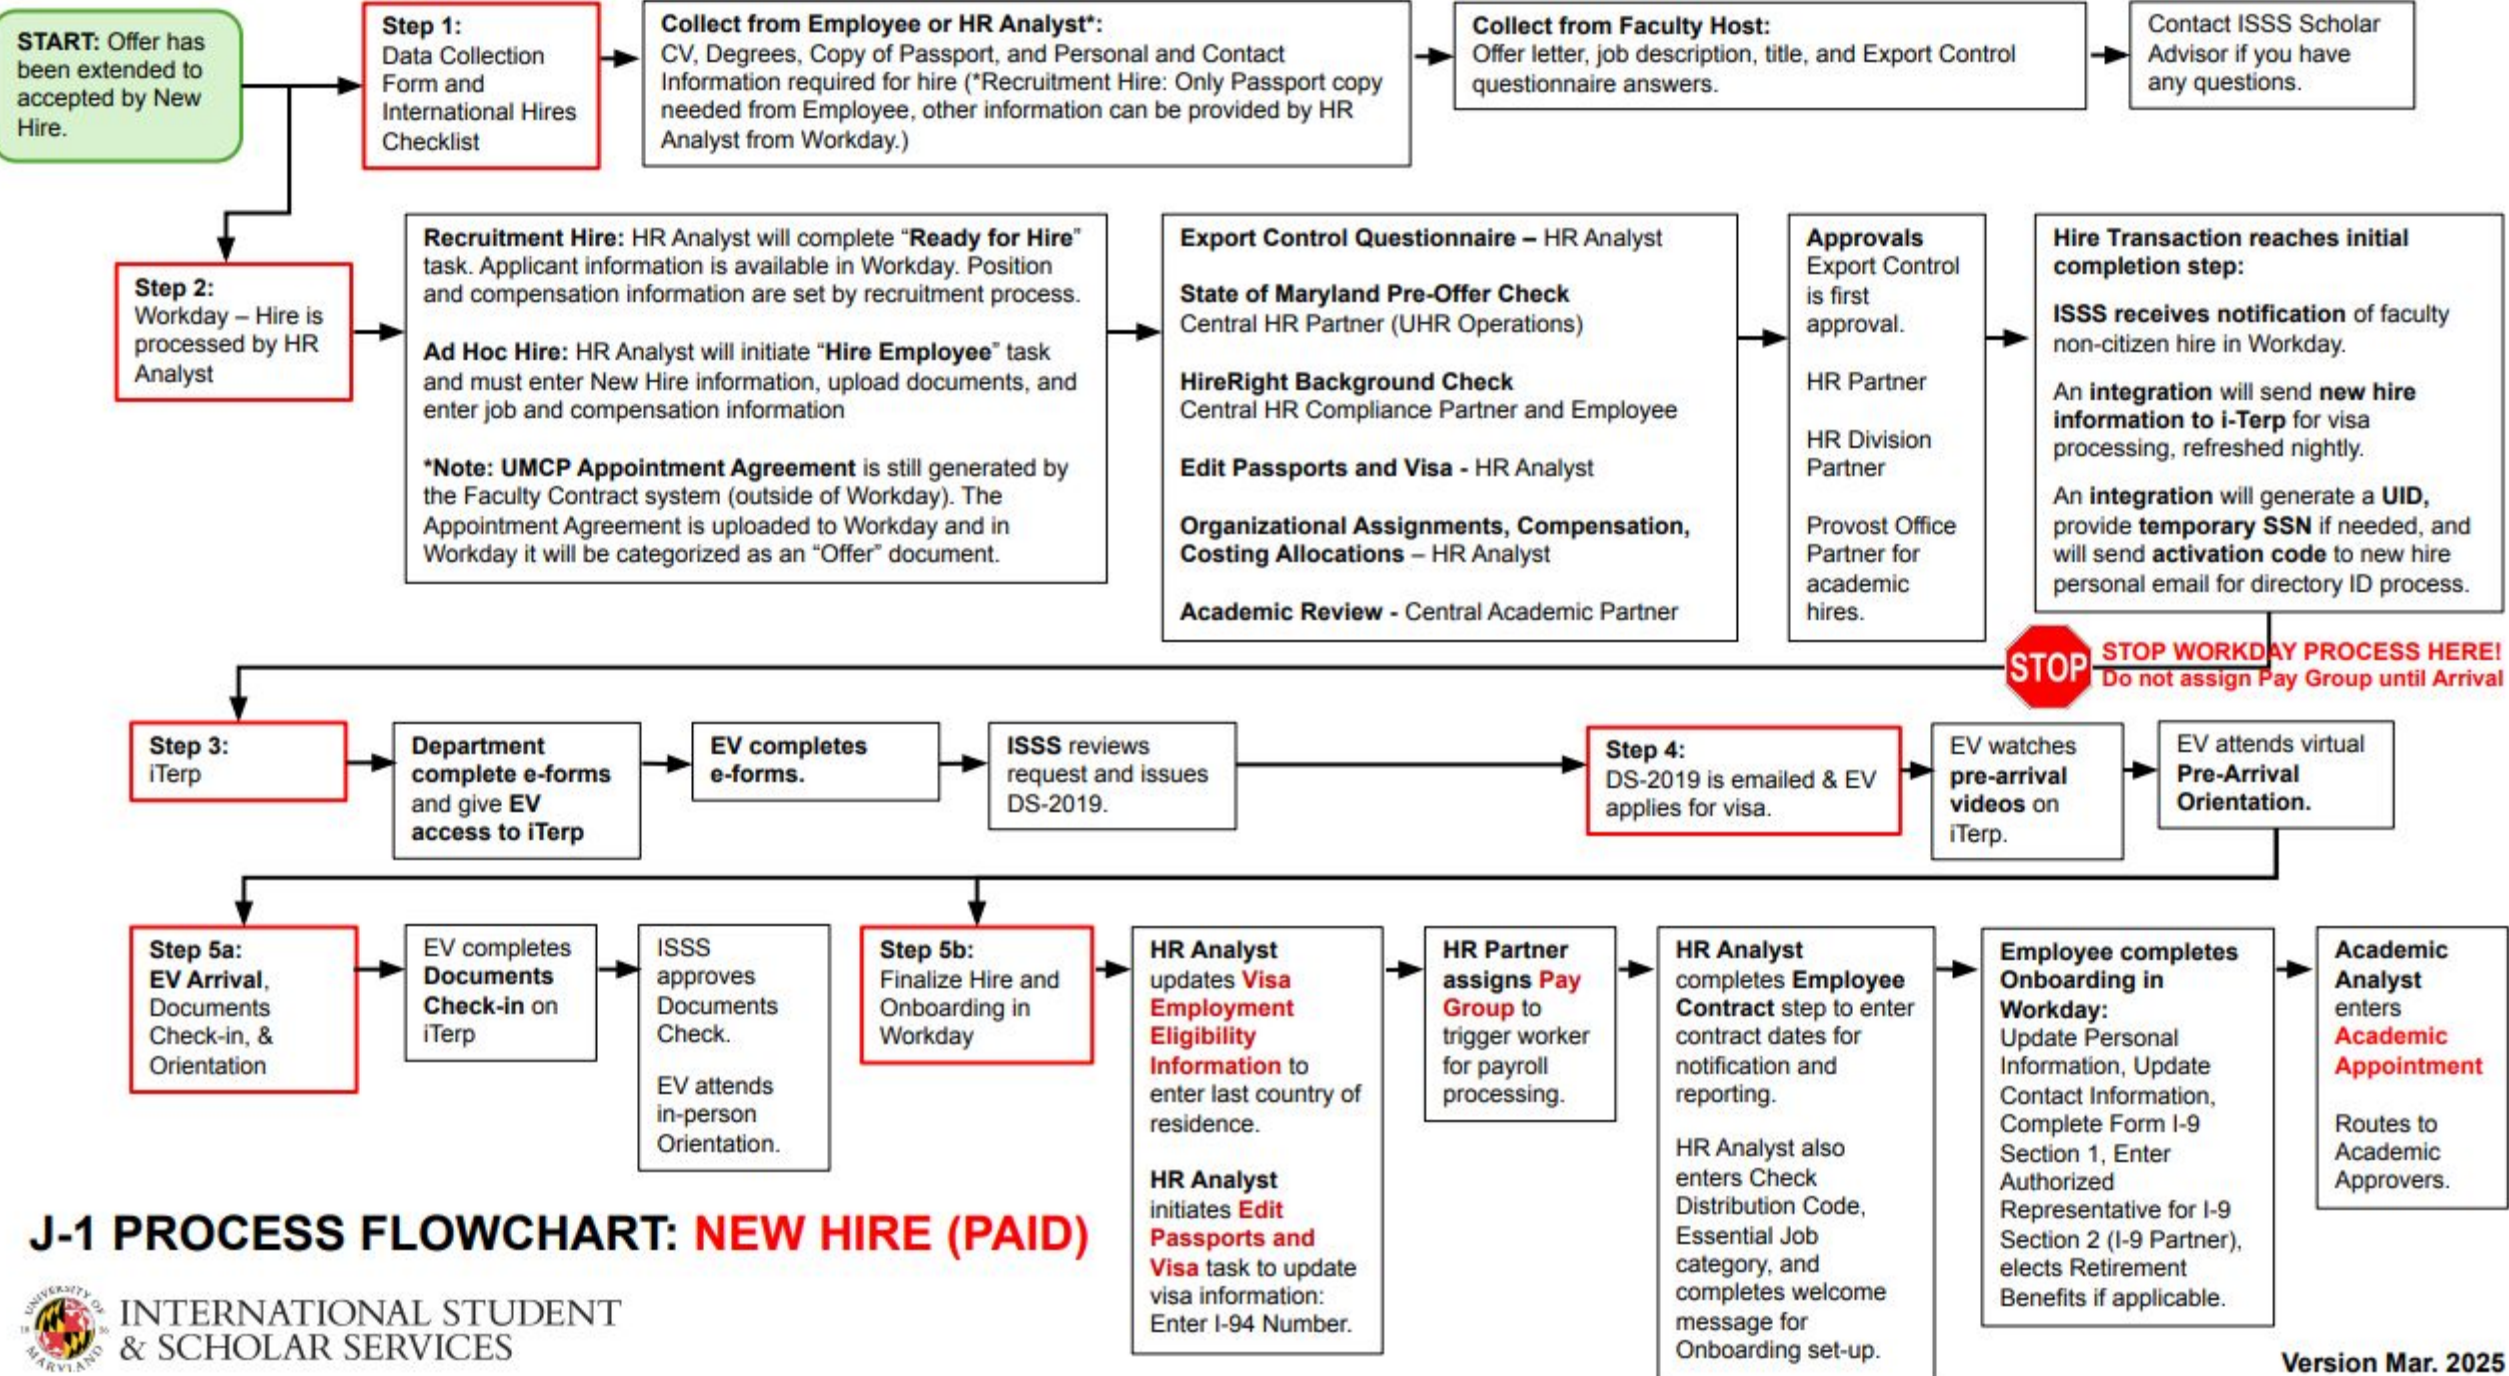 START: Offer has
been extended to
accepted by New
Hire.
Step 1:
Data Collection
Form and
International Hires
Checklist
Collect from Employee or HR Analyst*:
CV, Degrees, Copy of Passport, and Personal and Contact
Information required for hire (*Recruitment Hire: Only Passport copy
needed from Employee, other information can be provided by HR
Analyst from Workday.)
Collect from Faculty Host:
Offer letter, job description, title, and Export Control
questionnaire answers.
Contact ISSS Scholar
Advisor if you have
any questions.
Step 2:
Workday – Hire is
processed by HR
Analyst
Recruitment Hire: HR Analyst will complete “Ready for Hire”
task. Applicant information is available in Workday. Position
and compensation information are set by recruitment process.
Ad Hoc Hire: HR Analyst will initiate “Hire Employee” task
and must enter New Hire information, upload documents, and
enter job and compensation information
*Note: UMCP Appointment Agreement is still generated by
the Faculty Contract system (outside of Workday). The
Appointment Agreement is uploaded to Workday and in
Workday it will be categorized as an “Offer” document.
Export Control Questionnaire – HR Analyst
State of Maryland Pre-Offer Check
Central HR Partner (UHR Operations)
HireRight Background Check
Central HR Compliance Partner and Employee
Edit Passports and Visa - HR Analyst
Organizational Assignments, Compensation,
Costing Allocations – HR Analyst
Academic Review - Central Academic Partner
Approvals
Export Control
is first
approval.
HR Partner
HR Division
Partner
Provost Office
Partner for
academic
hires.
Hire Transaction reaches initial
completion step:
ISSS receives notification of faculty
non-citizen hire in Workday.
An integration will send new hire
information to i-Terp for visa
processing, refreshed nightly.
An integration will generate a UID,
provide temporary SSN if needed, and
will send activation code to new hire
personal email for directory ID process.
STOP
STOP WORKDAY PROCESS HERE!
Do not assign Pay Group until Arrival
Step 3:
iTerp
Department
complete e-forms
and give EV
access to iTerp
EV completes
e-forms.
ISSS reviews
request and issues
DS-2019.
Step 4:
DS-2019 is emailed & EV
applies for visa.
EV watches
pre-arrival
videos on
iTerp.
EV attends virtual
Pre-Arrival
Orientation.
Step 5a:
EV Arrival,
Documents
Check-in, &
Orientation
EV completes
Documents
Check-in on
iTerp
ISSS
approves
Documents
Check.
EV attends
in-person
Orientation.
Step 5b:
Finalize Hire and
Onboarding in
Workday
HR Analyst
updates Visa
Employment
Eligibility
Information to
enter last country of
residence.
HR Analyst
initiates Edit
Passports and
Visa task to update
visa information:
Enter I-94 Number.
HR Partner
assigns Pay
Group to
trigger worker
for payroll
processing.
HR Analyst
completes Employee
Contract step to enter
contract dates for
notification and
reporting.
HR Analyst also
enters Check
Distribution Code,
Essential Job
category, and
completes welcome
message for
Onboarding set-up.
Employee completes
Onboarding in
Workday:
Update Personal
Information, Update
Contact Information,
Complete Form I-9
Section 1, Enter
Authorized
Representative for I-9
Section 2 (I-9 Partner),
elects Retirement
Benefits if applicable.
Academic
Analyst
enters
Academic
Appointment
Routes to
Academic
Approvers.
J-1 PROCESS FLOWCHART: NEW HIRE (PAID)
UNIVERSITY OF
18 56
MARYLAND
INTERNATIONAL STUDENT
& SCHOLAR SERVICES
Version Mar. 2025